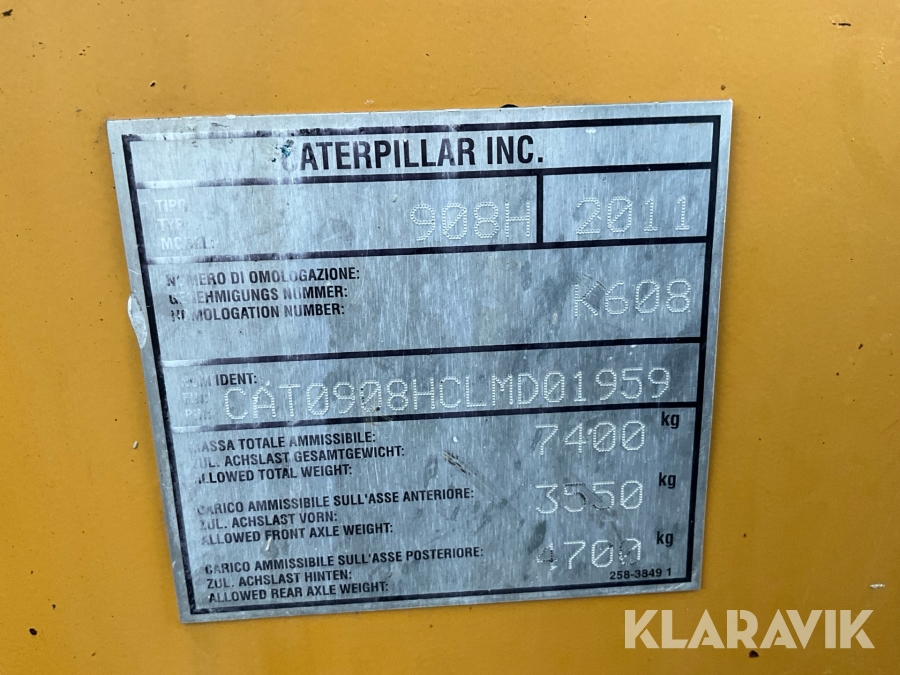 CATERPILLAR INC.
TIPO
TYP
MODEL: 908H 2011
NUMERO DI OMOLOGAZIONE:
GENEHMIGUNGS NUMMER:
HOMOLOGATION NUMBER: K608
NUM IDENT:
CAT0908HCLMD01959
MASSA TOTALE AMMISSIBILE:
ZUL. ACHSLAST GESAMTGEWICHT:
ALLOWED TOTAL WEIGHT: 7400 kg
CARICO AMMISSIBILE SULL'ASSE ANTERIORE:
ZUL. ACHSLAST VORN:
ALLOWED FRONT AXLE WEIGHT: 3550 kg
CARICO AMMISSIBILE SULL'ASSE POSTERIORE:
ZUL. ACHSLAST HINTEN:
ALLOWED REAR AXLE WEIGHT: 4700 kg
258-3849 1
KLARAVIK